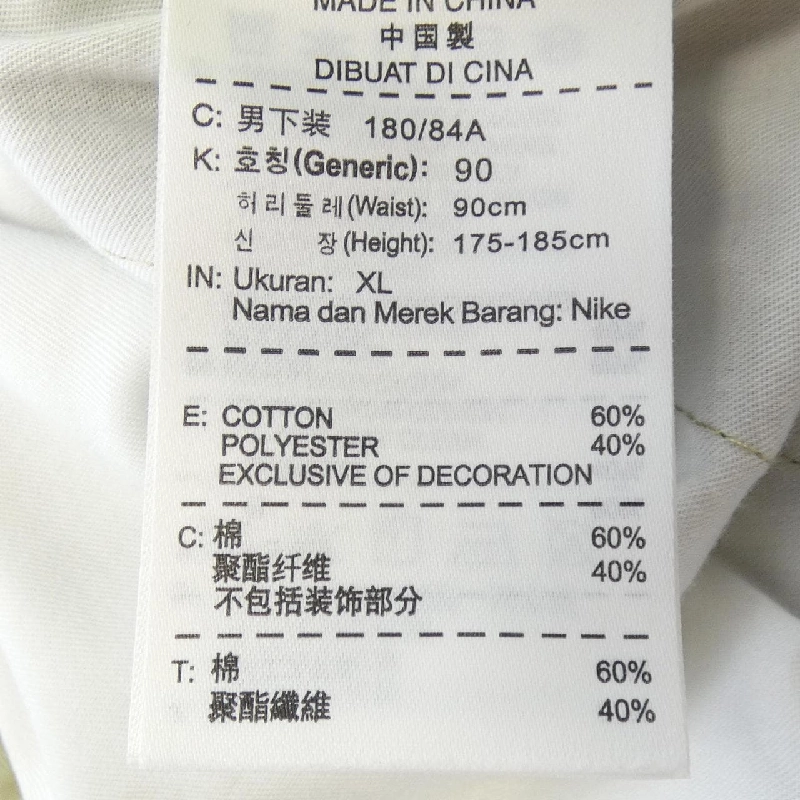 MADE IN CHINA
中国製
DIBUAT DI CINA
C: 男下装 180/84A
K: 호칭(Generic): 90
허리둘레(Waist): 90cm
신 장(Height): 175-185cm
IN: Ukuran: XL
Nama dan Merek Barang: Nike
E: COTTON 60%
POLYESTER 40%
EXCLUSIVE OF DECORATION
C: 棉 60%
聚酯纤维 40%
不包括装饰部分
T: 棉 60%
聚酯纖維 40%